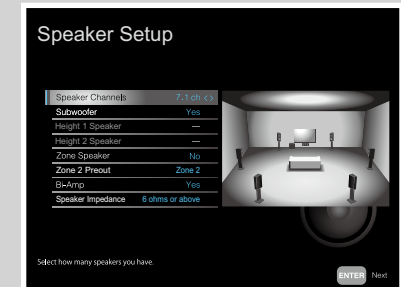 Speaker Setup
Speaker Channels 7.1 ch <>
Subwoofer Yes
Height 1 Speaker —
Height 2 Speaker —
Zone Speaker No
Zone 2 Preout Zone 2
Bi-Amp Yes
Speaker Impedance 6 ohms or above
Select how many speakers you have.
ENTER Next